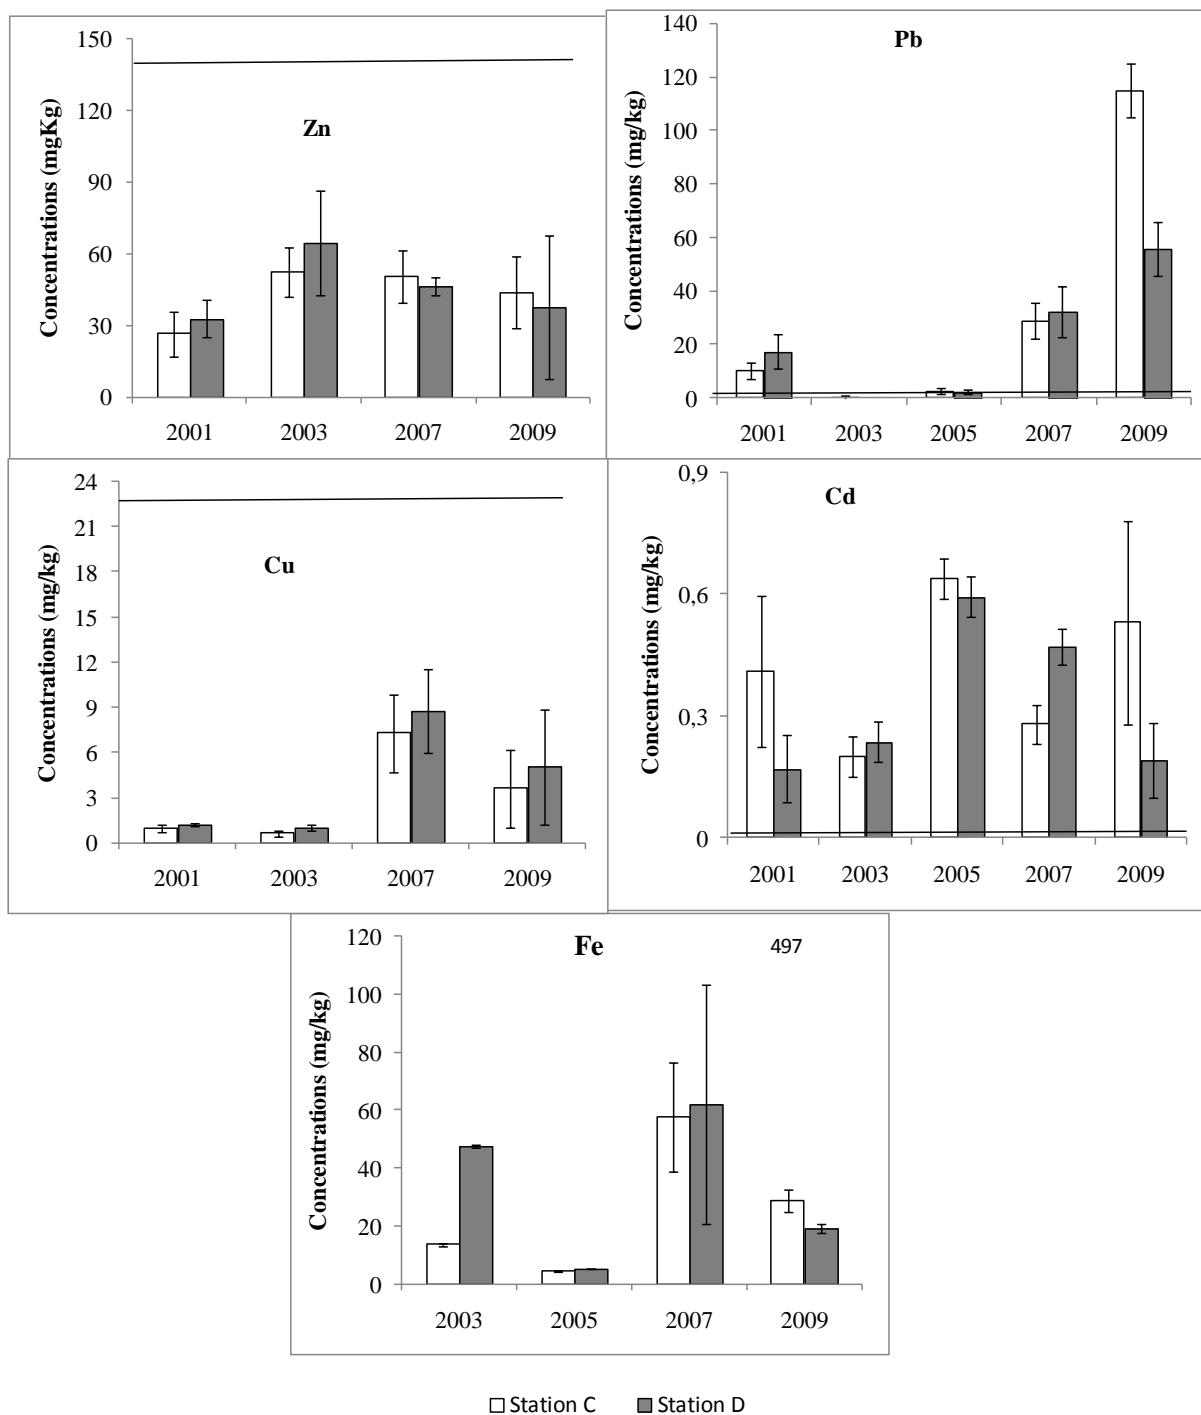 Zn
Concentrations (mgKg)
150
120
90
60
30
0
2001 2003 2007 2009
Pb
Concentrations (mg/kg)
140
120
100
80
60
40
20
0
2001 2003 2005 2007 2009
Cu
Concentrations (mg/kg)
24
21
18
15
12
9
6
3
0
2001 2003 2007 2009
Cd
Concentrations (mg/kg)
0,9
0,6
0,3
0
2001 2003 2005 2007 2009
Fe
497
Concentrations (mg/kg)
120
100
80
60
40
20
0
2003 2005 2007 2009
Station C Station D